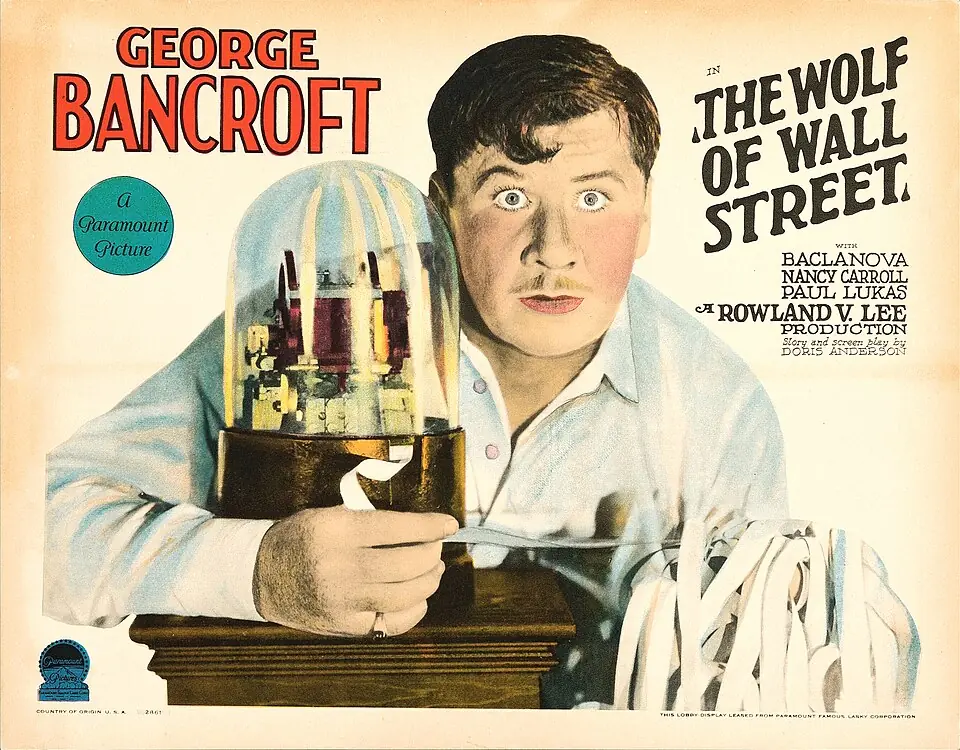 GEORGE
BANCROFT
A
Paramount
Picture
IN
THE WOLF
OF WALL
STREET.
WITH
BACLANOVA
NANCY CARROLL
PAUL LUKAS
A ROWLAND V. LEE
PRODUCTION
Story and screen play by
DORIS ANDERSON
Paramount
Pictures
COUNTRY OF ORIGIN U. S. A.
THIS LOBBY DISPLAY LEASED FROM PARAMOUNT FAMOUS LASKY CORPORATION